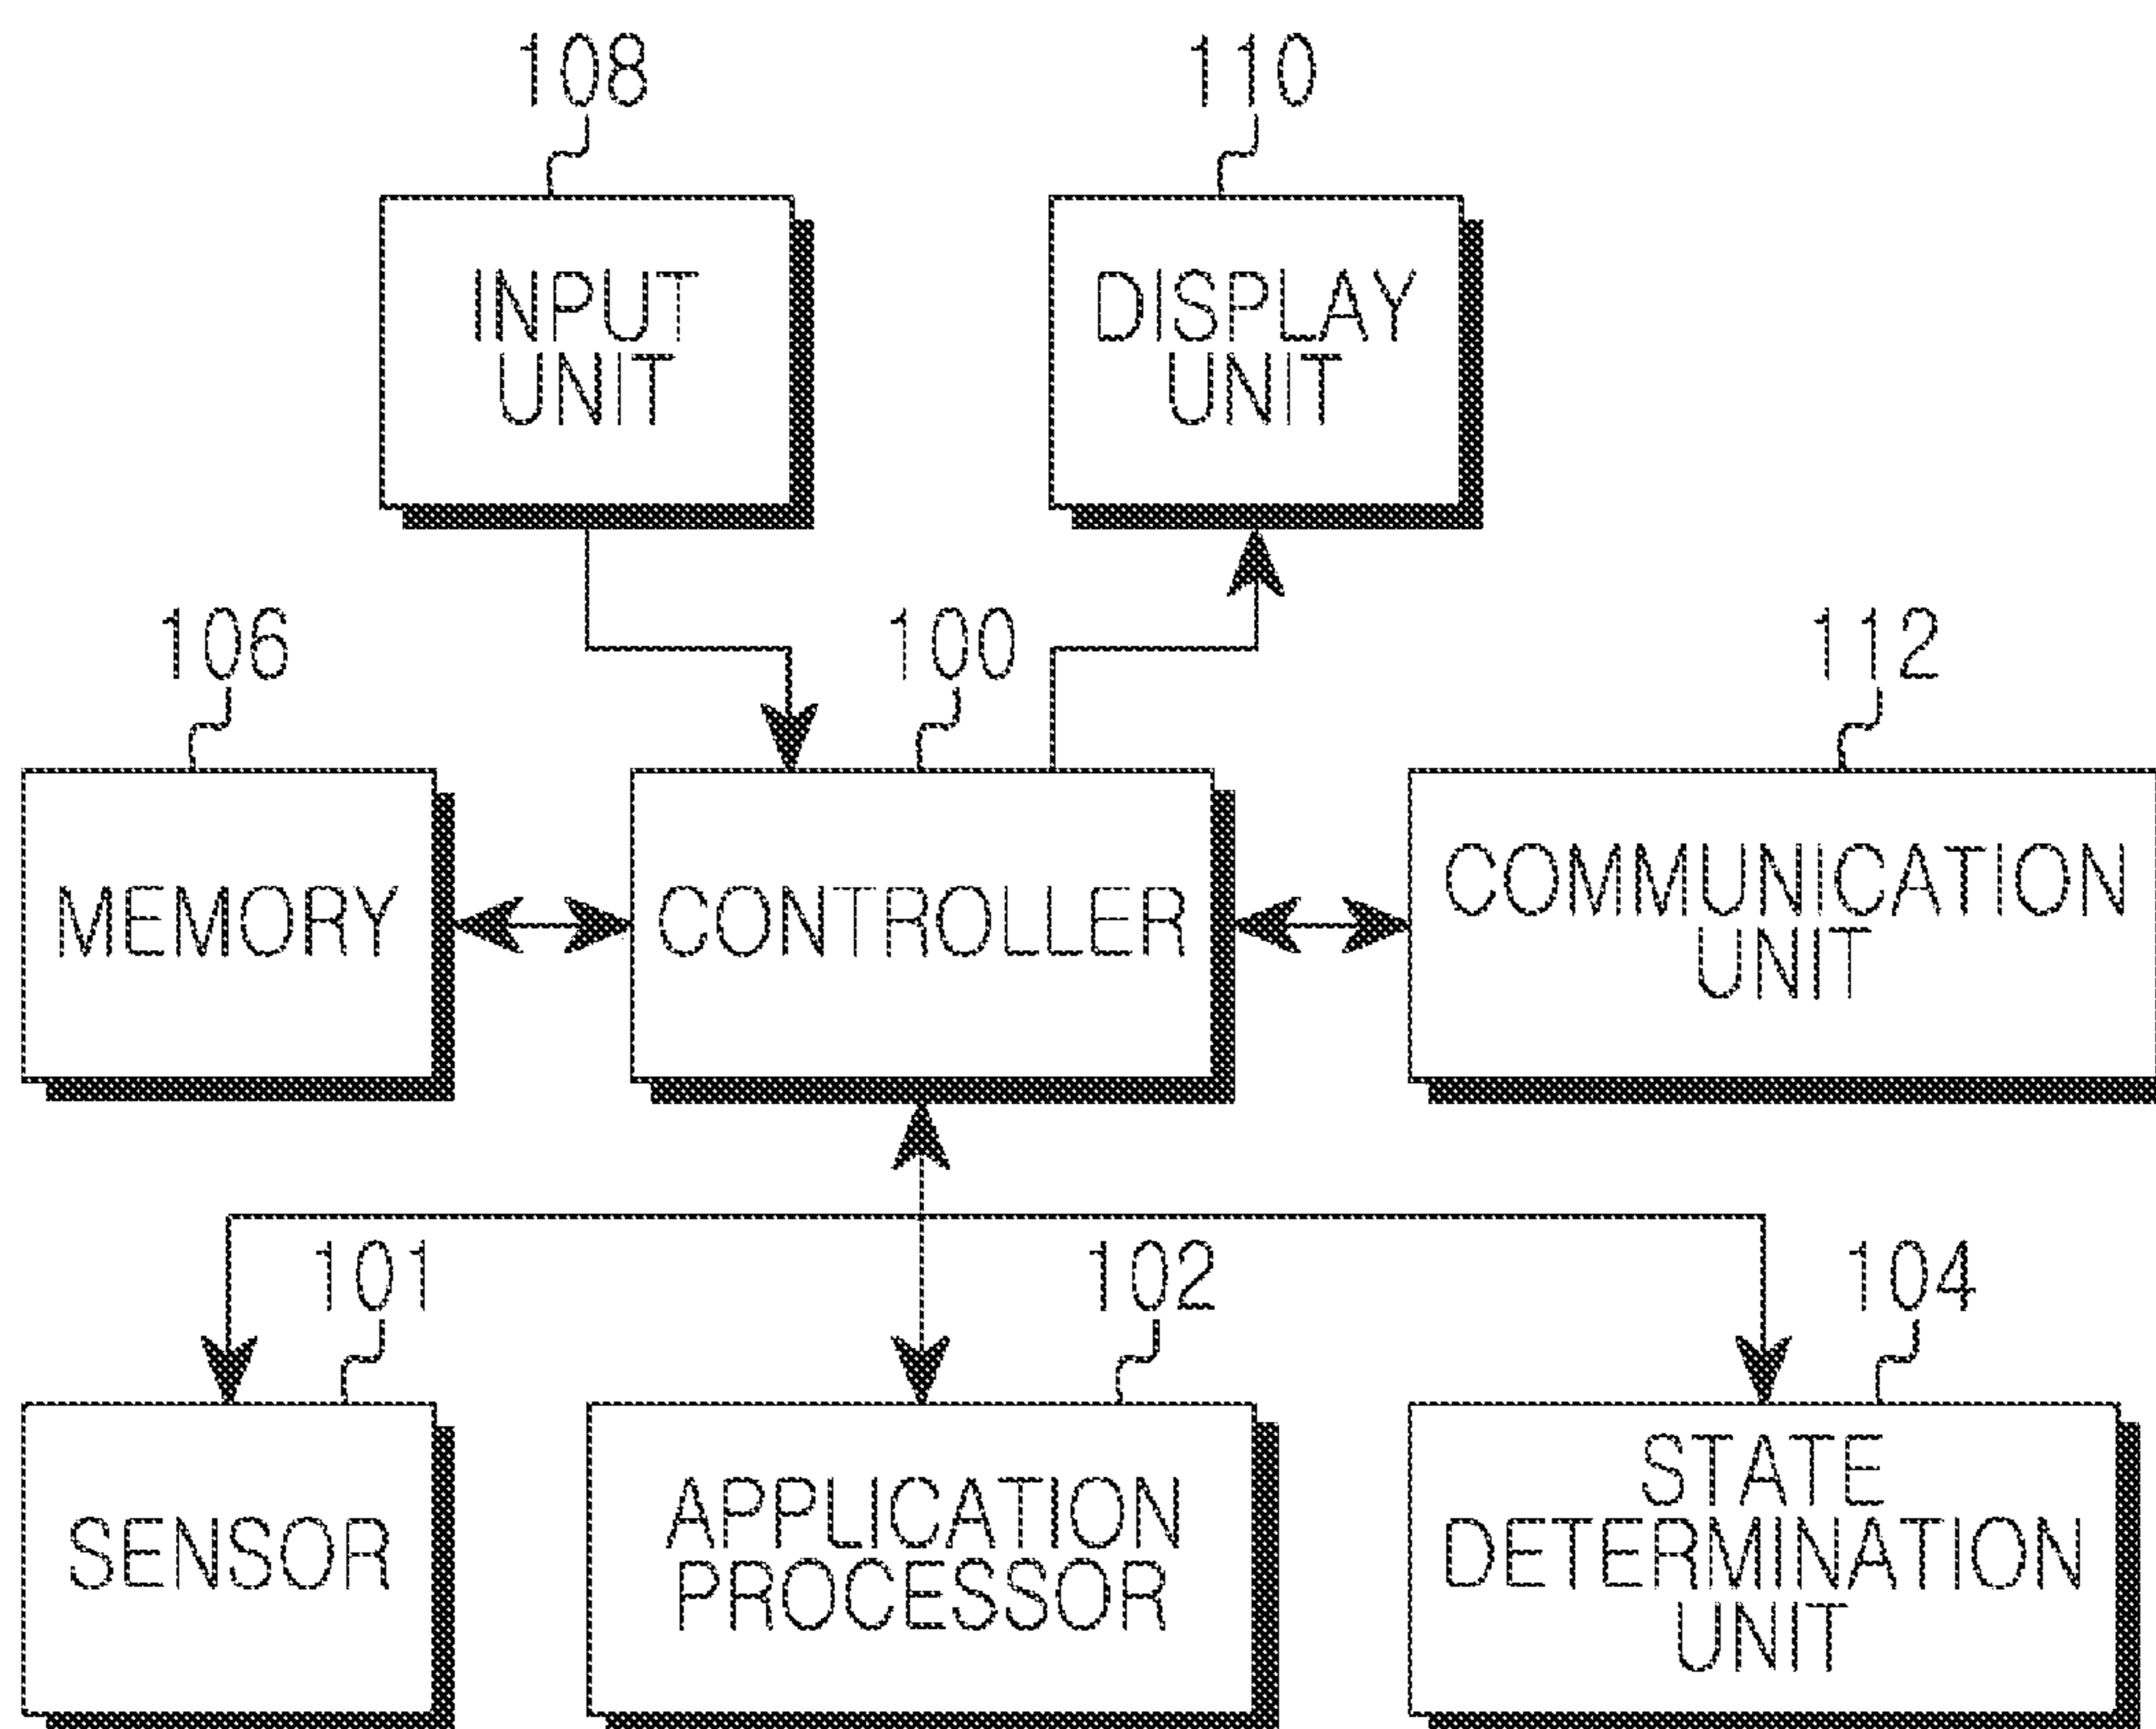 108
110
INPUT
UNIT
DISPLAY
UNIT
106
100
112
MEMORY
CONTROLLER
COMMUNICATION
UNIT
101
102
104
SENSOR
APPLICATION
PROCESSOR
STATE
DETERMINATION
UNIT